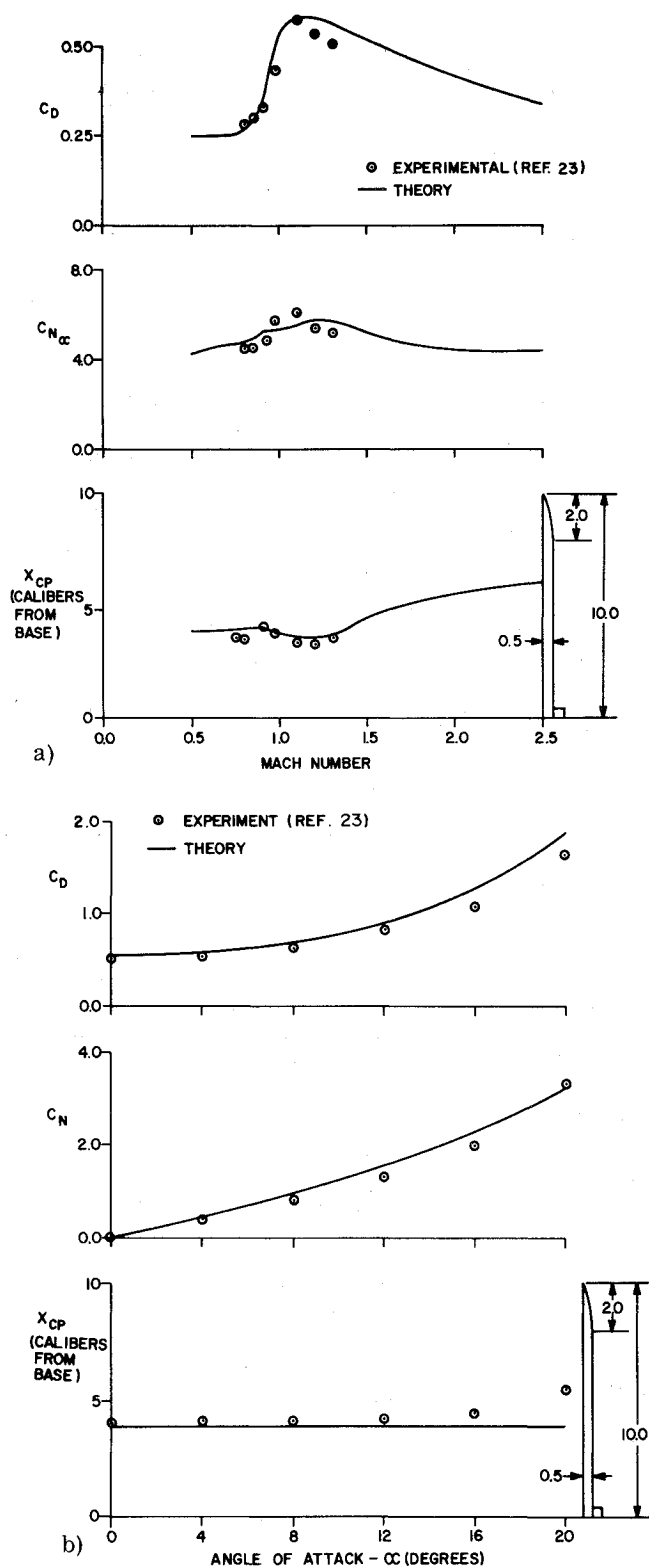 0.50
C_D
0.25
0.0
EXPERIMENTAL (REF. 23)
THEORY
8.0
C_Nα
4.0
0.0
10
X_CP
(CALIBERS
FROM
BASE)
5
0
2.0
10.0
0.5
0.0 0.5 1.0 1.5 2.0 2.5
a)
MACH NUMBER
2.0
EXPERIMENT (REF. 23)
THEORY
C_D
1.0
0.0
4.0
C_N
2.0
0.0
10
X_CP
(CALIBERS
FROM
BASE)
5
0
2.0
10.0
0.5
0 4 8 12 16 20
b)
ANGLE OF ATTACK - α (DEGREES)